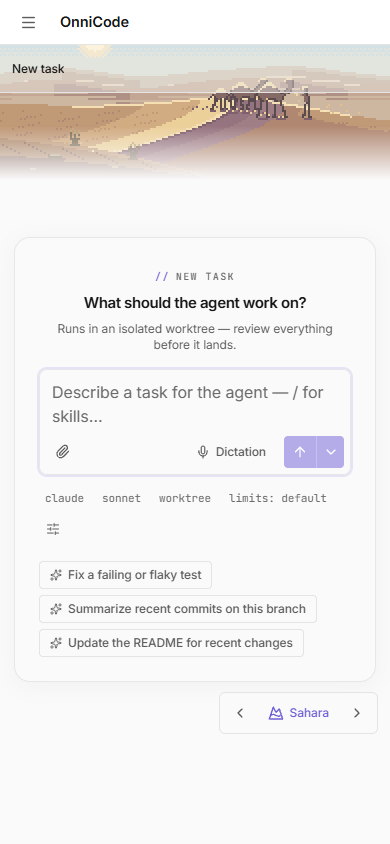 OnniCode
New task
// NEW TASK
What should the agent work on?
Runs in an isolated worktree — review everything
before it lands.
Describe a task for the agent — / for
skills...
Dictation
claude sonnet worktree limits: default
Fix a failing or flaky test
Summarize recent commits on this branch
Update the README for recent changes
Sahara